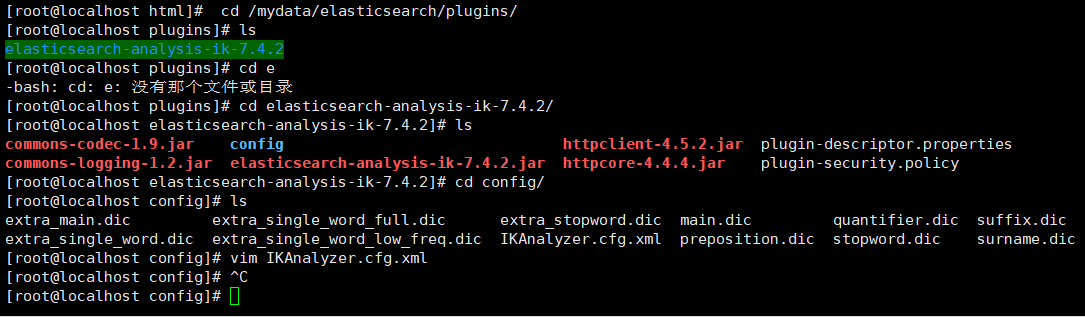 [root@localhost html]#  cd /mydata/elasticsearch/plugins/
[root@localhost plugins]# ls
elasticsearch-analysis-ik-7.4.2
[root@localhost plugins]# cd e
-bash: cd: e: 没有那个文件或目录
[root@localhost plugins]# cd elasticsearch-analysis-ik-7.4.2/
[root@localhost elasticsearch-analysis-ik-7.4.2]# ls
commons-codec-1.9.jar    config                               httpclient-4.5.2.jar  plugin-descriptor.properties
commons-logging-1.2.jar  elasticsearch-analysis-ik-7.4.2.jar  httpcore-4.4.4.jar    plugin-security.policy
[root@localhost elasticsearch-analysis-ik-7.4.2]# cd config/
[root@localhost config]# ls
extra_main.dic         extra_single_word_full.dic      extra_stopword.dic  main.dic         quantifier.dic  suffix.dic
extra_single_word.dic  extra_single_word_low_freq.dic  IKAnalyzer.cfg.xml  preposition.dic  stopword.dic    surname.dic
[root@localhost config]# vim IKAnalyzer.cfg.xml
[root@localhost config]# ^C
[root@localhost config]#